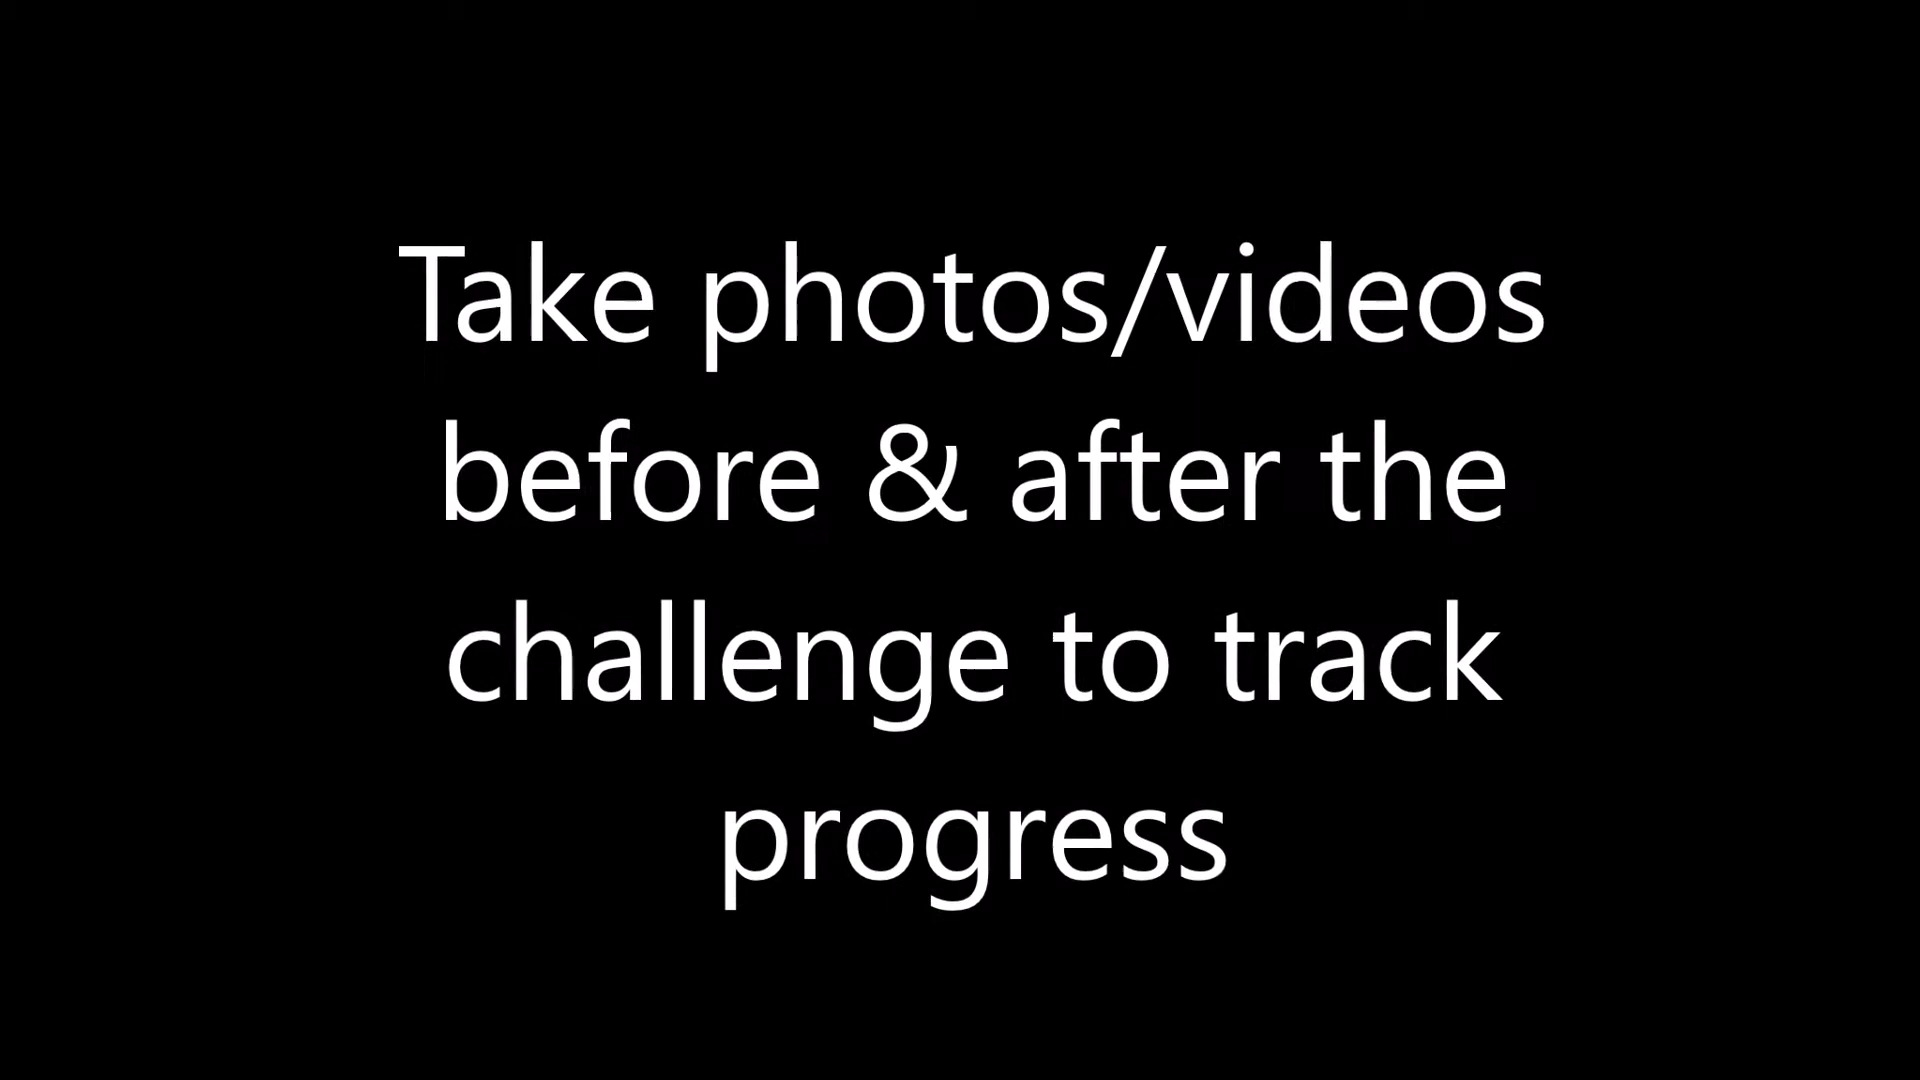 Take photos/videos
before & after the
challenge to track
progress